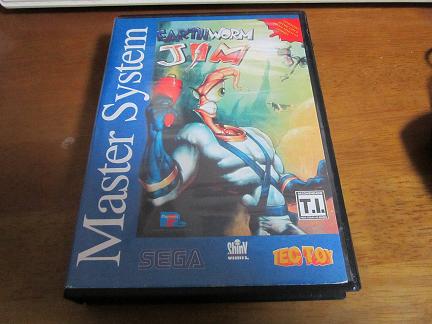 EARTHWORM
JIM
Master System
T.I.
SEGA
Shiny
TEC TOY